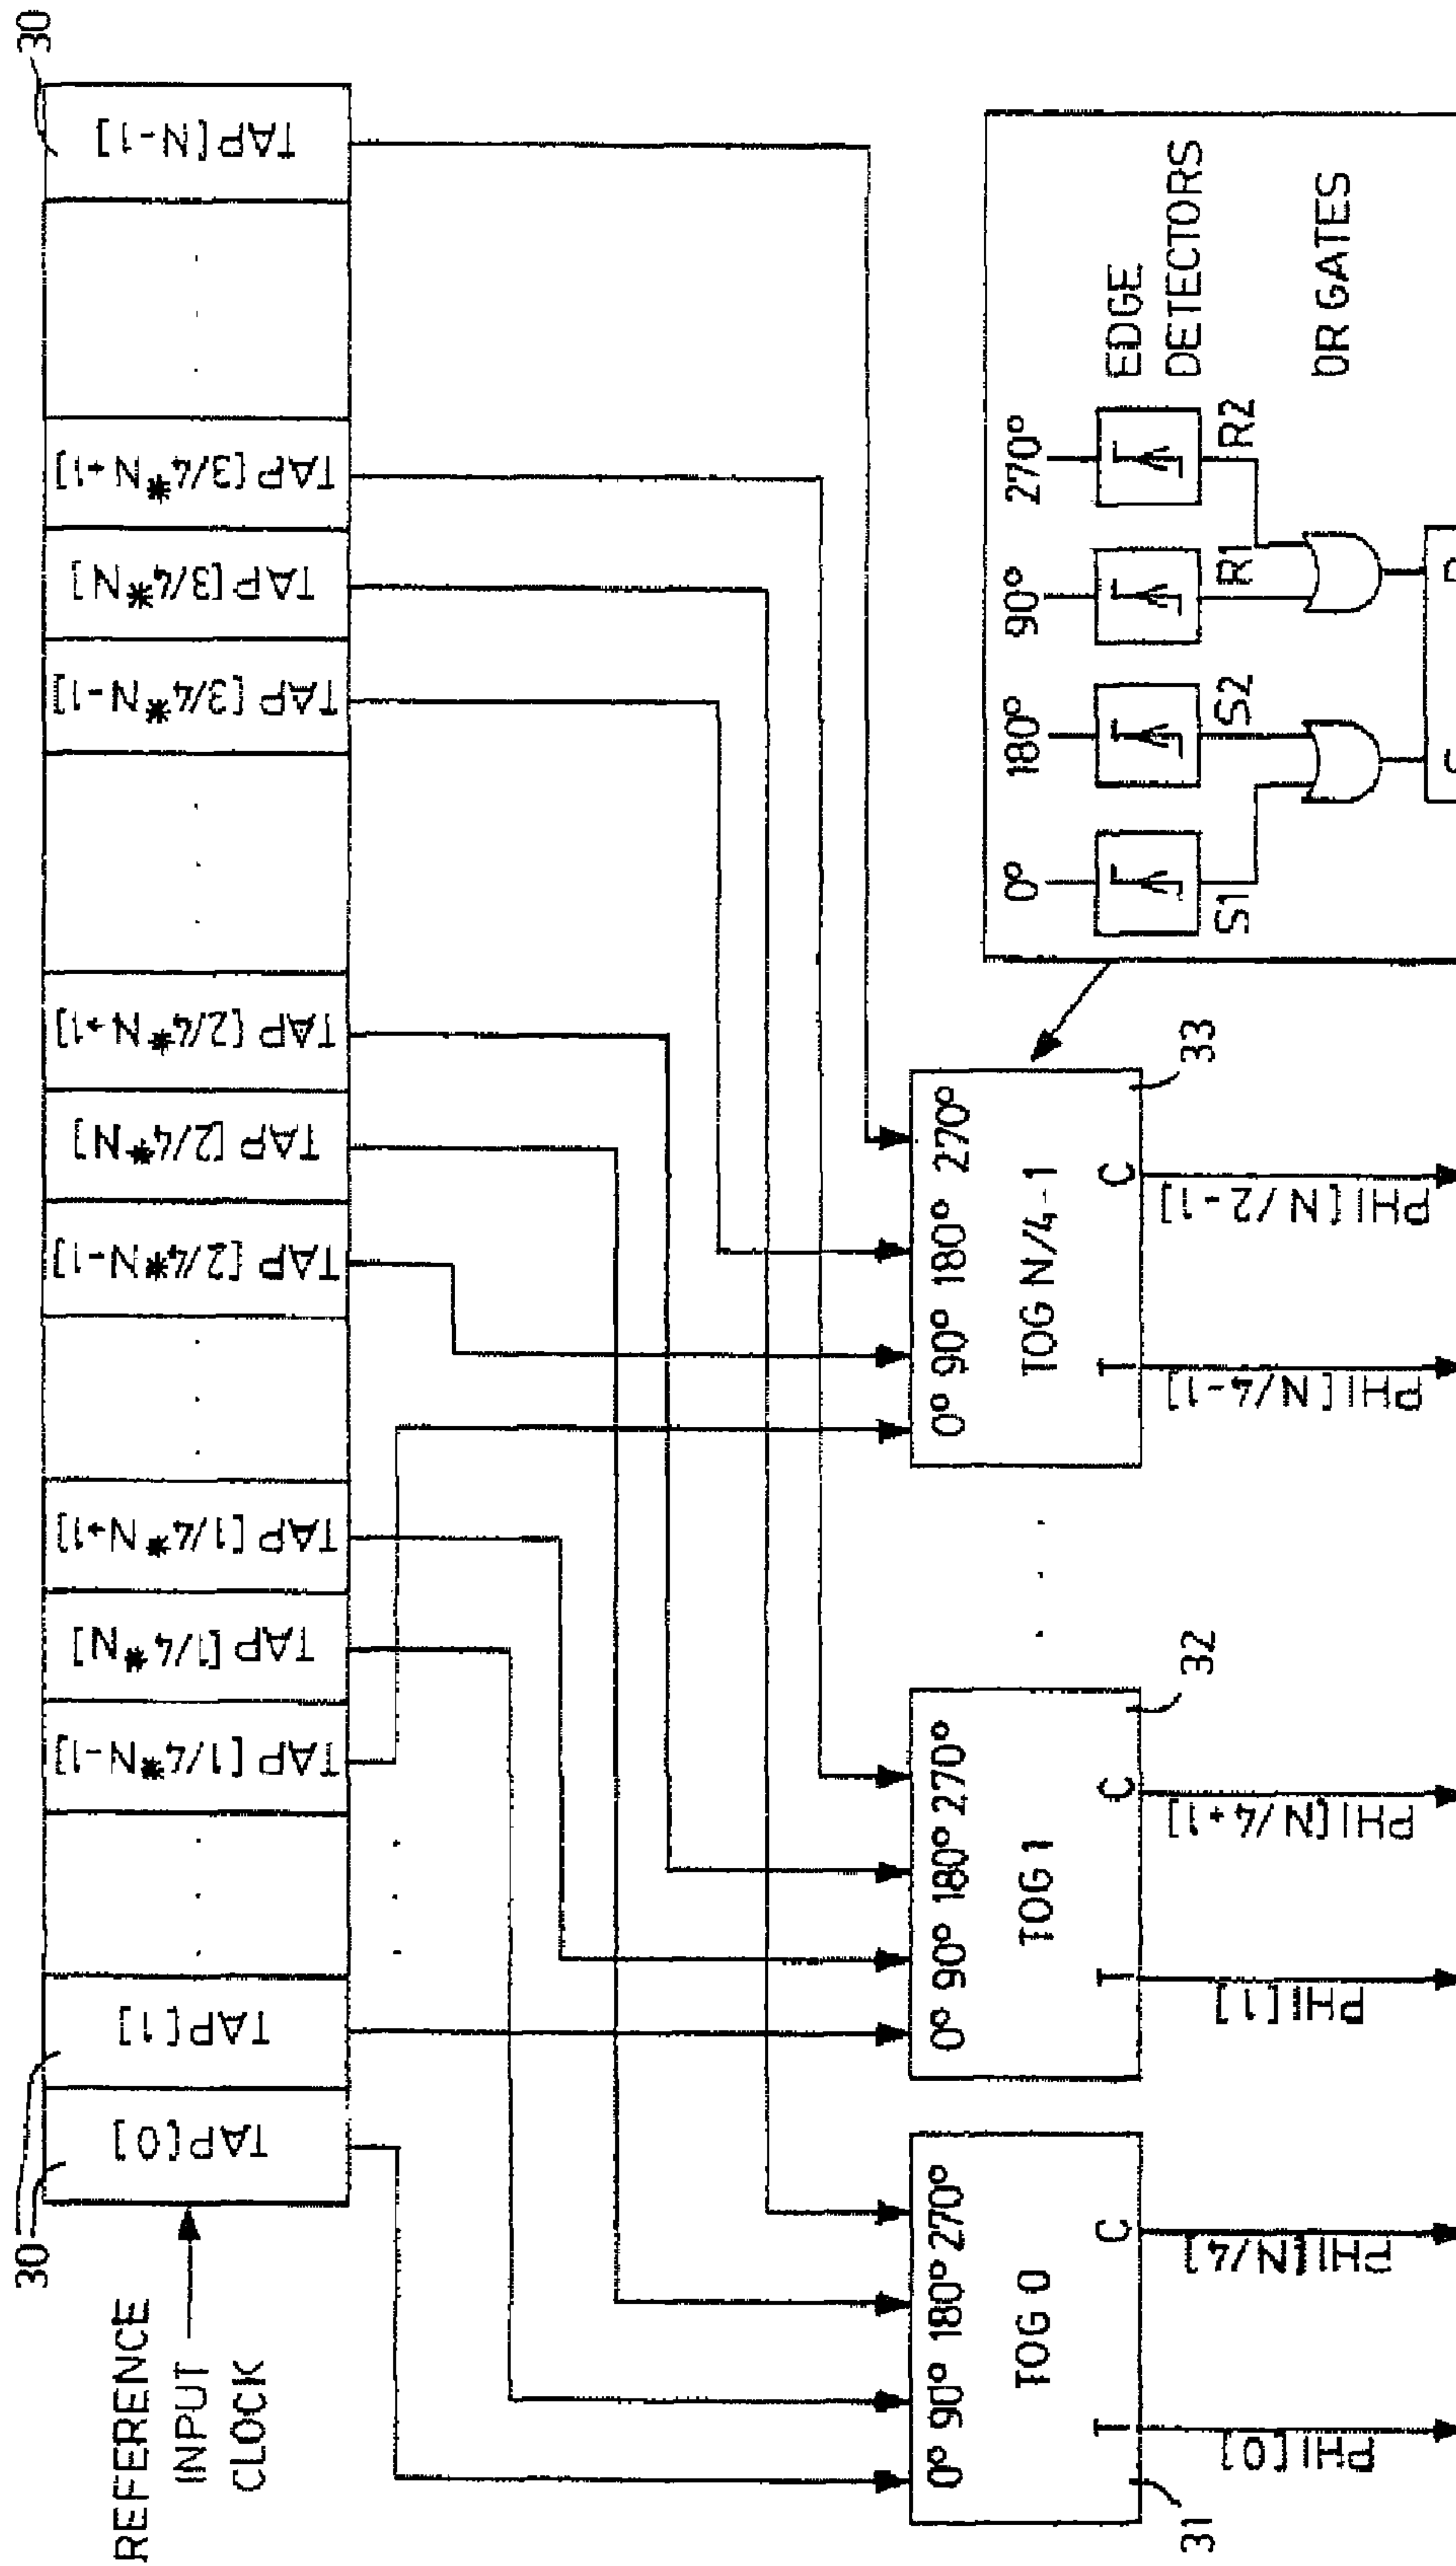 30
REFERENCE
INPUT
CLOCK
30
TAP[0]
TAP[1]
TAP[1/4*N-1]
TAP[1/4*N]
TAP[1/4*N+1]
TAP[2/4*N-1]
TAP[2/4*N]
TAP[2/4*N+1]
TAP[3/4*N-1]
TAP[3/4*N]
TAP[3/4*N+1]
TAP[N-1]
0° 90° 180° 270°
TOG 0
T C
31
PHI[0]
PHI[N/4]
0° 90° 180° 270°
TOG 1
T C
32
PHI[1]
PHI[N/4+1]
0° 90° 180° 270°
TOG N/4-1
T C
33
PHI[N/4-1]
PHI[N/2-1]
0° 180° 90° 270°
EDGE
DETECTORS
S1 S2 R1 R2
OR GATES